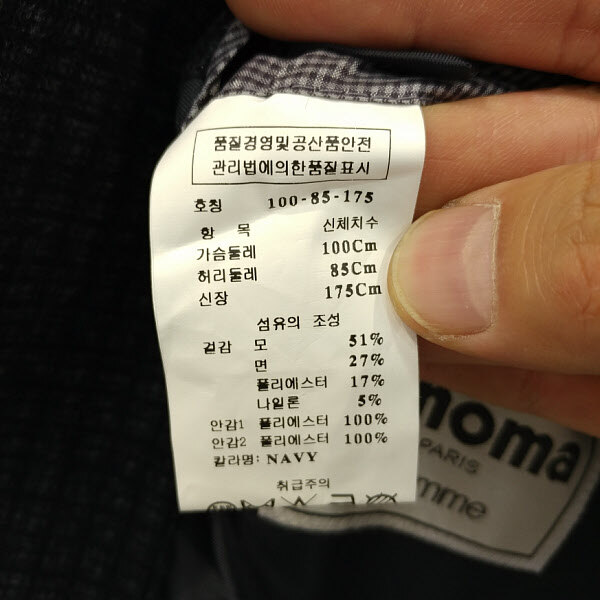 품질경영및공산품안전
관리법에의한품질표시
호칭 100-85-175
항 목 신체치수
가슴둘레 100Cm
허리둘레 85Cm
신장 175Cm
섬유의 조성
겉감 모 51%
면 27%
폴리에스터 17%
나일론 5%
안감1 폴리에스터 100%
안감2 폴리에스터 100%
칼라명: NAVY
취급주의
moma
PARIS
mme